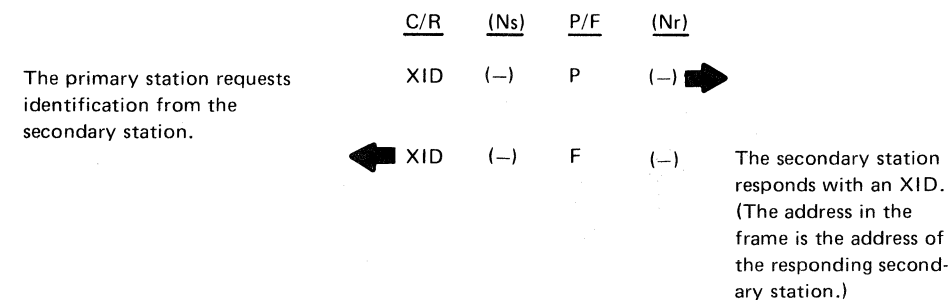 C/R (Ns) P/F (Nr)
The primary station requests
identification from the
secondary station.
XID (—) P (—)
XID (—) F (—)
The secondary station
responds with an XID.
(The address in the
frame is the address of
the responding second-
ary station.)